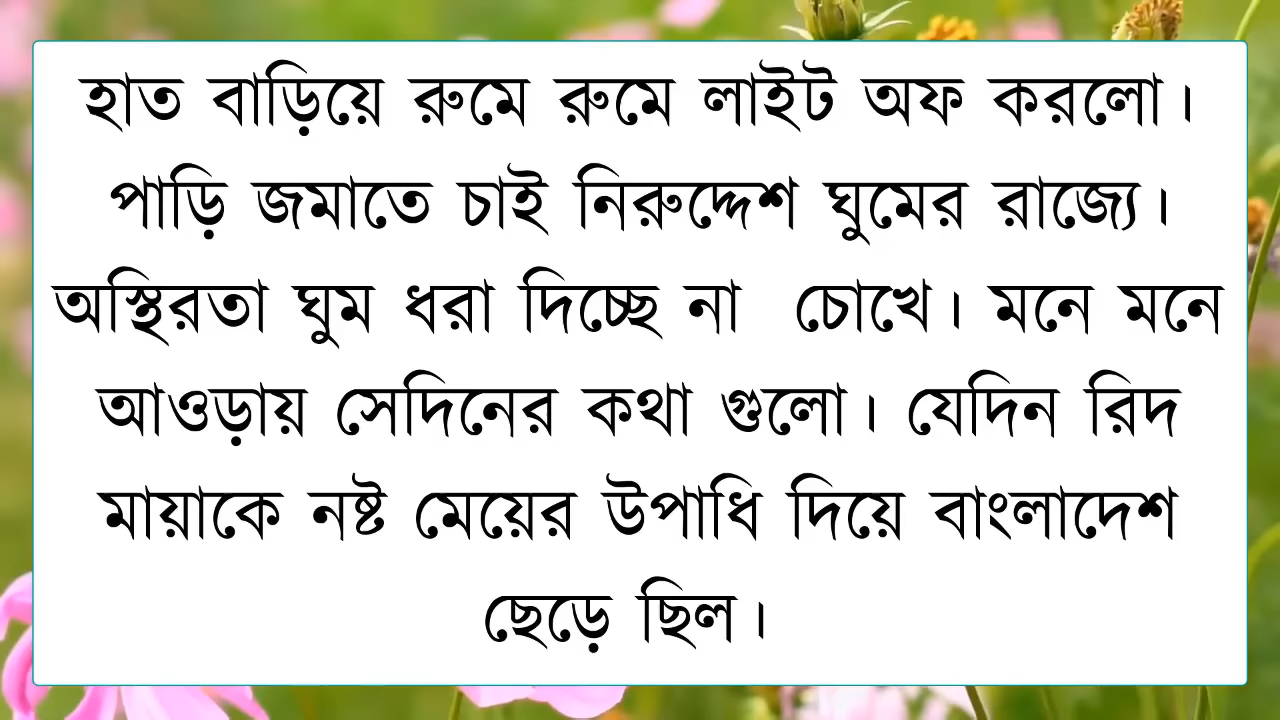 হাত বাড়িয়ে রুমে রুমে লাইট অফ করলো।
পাড়ি জমাতে চাই নিরুদ্দেশ ঘুমের রাজ্যে।
অস্থিরতা ঘুম ধরা দিচ্ছে না  চোখে। মনে মনে
আওড়ায় সেদিনের কথা গুলো। যেদিন রিদ
মায়াকে নষ্ট মেয়ের উপাধি দিয়ে বাংলাদেশ
ছেড়ে ছিল।